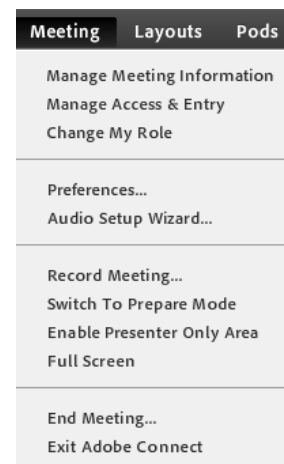 Meeting Layouts Pods
Manage Meeting Information
Manage Access & Entry
Change My Role
Preferences...
Audio Setup Wizard...
Record Meeting...
Switch To Prepare Mode
Enable Presenter Only Area
Full Screen
End Meeting...
Exit Adobe Connect